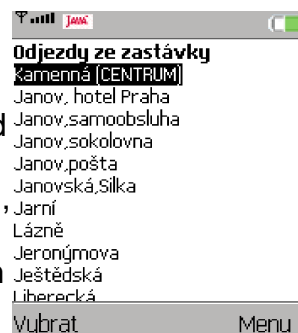 JAVA
Odjezdy ze zastávky
Kamenná (CENTRUM)
Janov, hotel Praha
Janov,samoobsluha
Janov,sokolovna
Janov,pošta
Janovská,Silka
Jarní
Lázně
Jeronýmova
Ještědská
Liberecká
Vybrat Menu